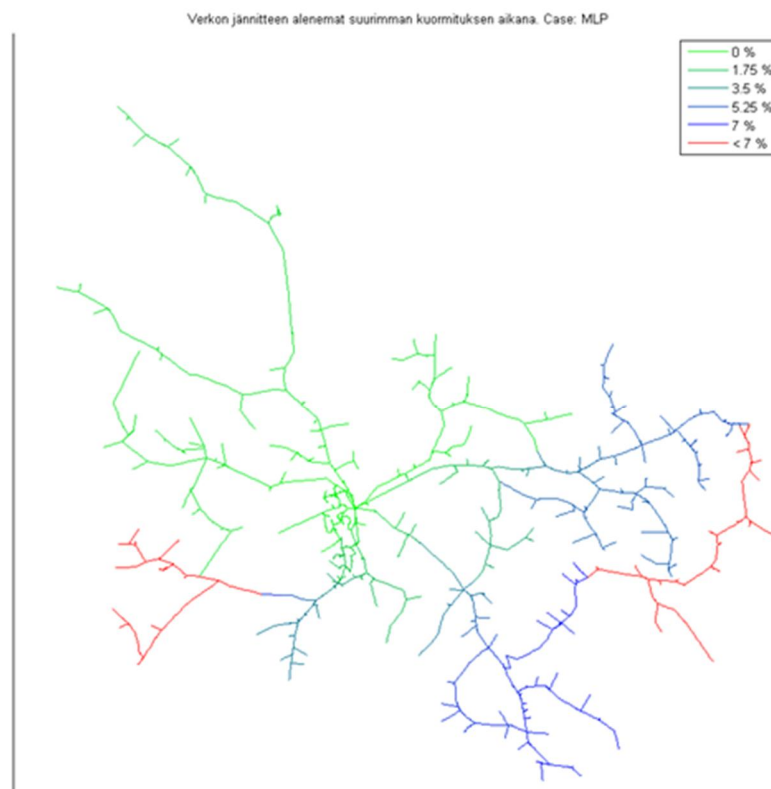 Verkon jännitteen alenemat suurimman kuormituksen aikana. Case: MLP
0 %
1.75 %
3.5 %
5.25 %
7 %
< 7 %